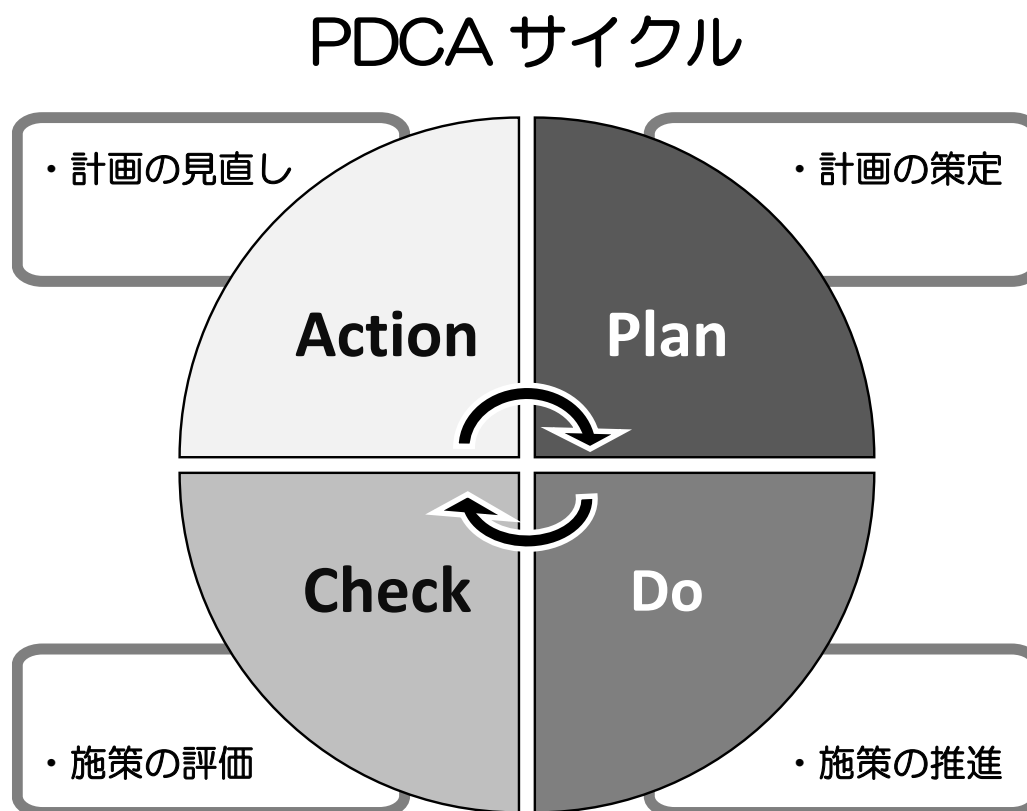 PDCA サイクル
・計画の見直し
・計画の策定
Action
Plan
Check
Do
・施策の評価
・施策の推進